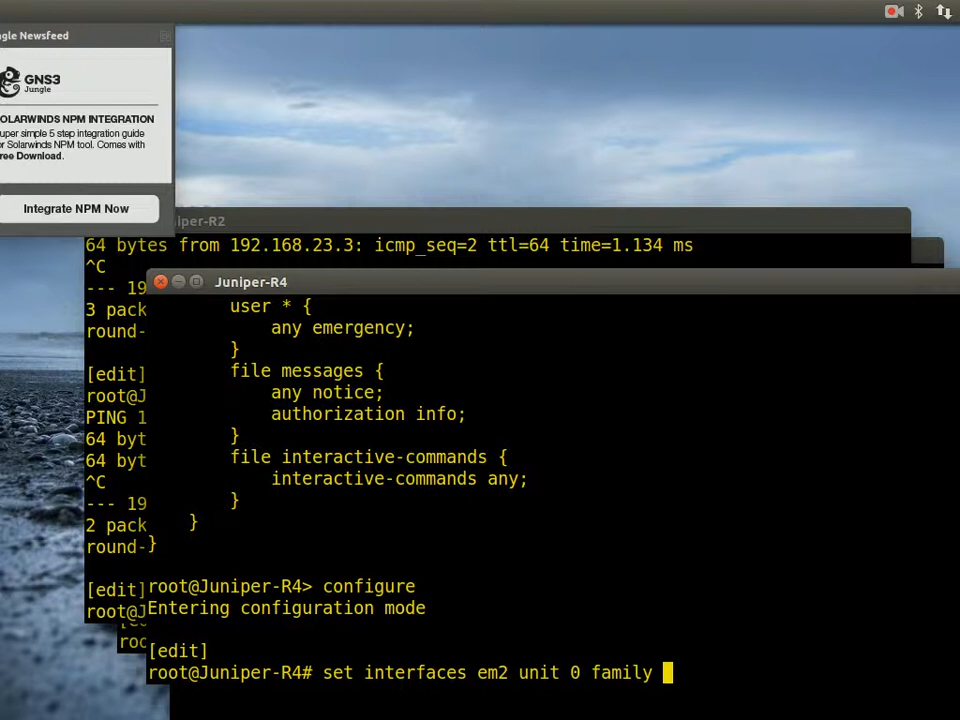 gle Newsfeed
GNS3
Jungle
OLARWINDS NPM INTEGRATION
uper simple 5 step integration guide
or Solarwinds NPM tool. Comes with
ree Download.
Integrate NPM Now
niper-R2
64 bytes from 192.168.23.3: icmp_seq=2 ttl=64 time=1.134 ms
^C
--- 19
3 pack
round-
[edit]
root@J
PING 1
64 byt
64 byt
^C
--- 19
2 pack
round-
[edit]
root@J
roo
Juniper-R4
user * {
any emergency;
}
file messages {
any notice;
authorization info;
}
file interactive-commands {
interactive-commands any;
}
}
}
root@Juniper-R4> configure
Entering configuration mode
[edit]
root@Juniper-R4# set interfaces em2 unit 0 family